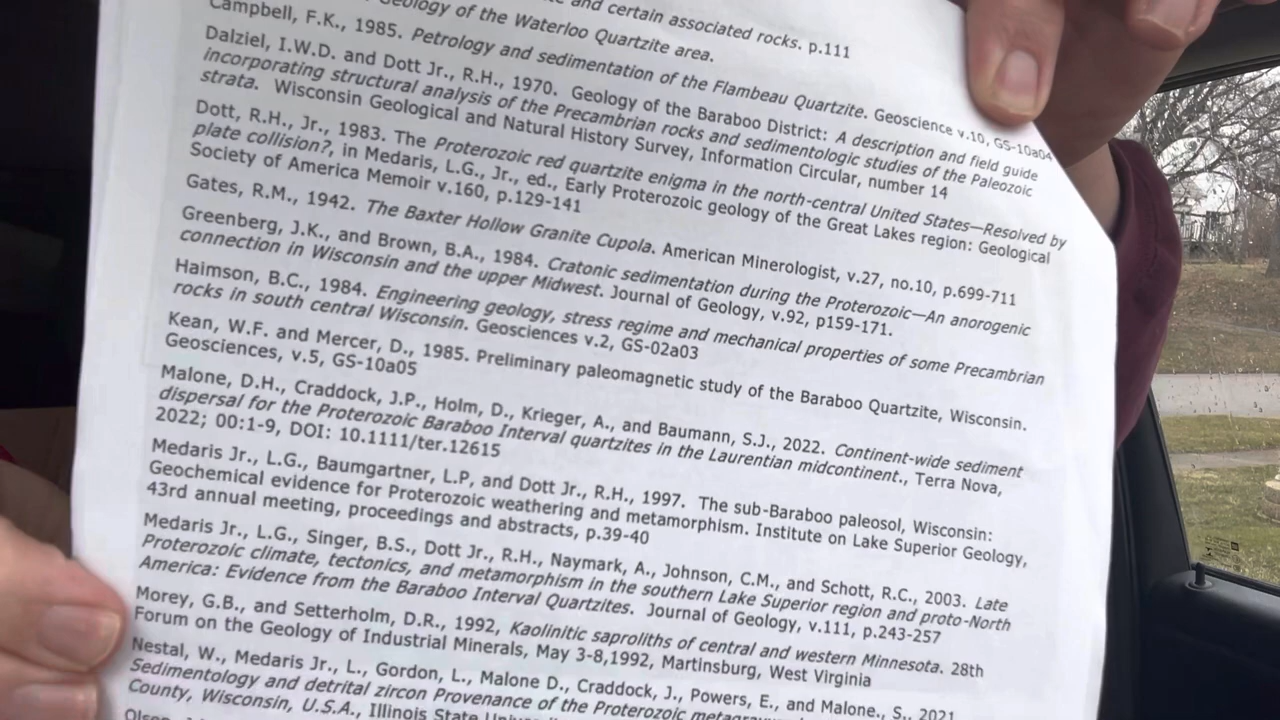 and certain associated rocks. p.111
Geology of the Waterloo Quartzite area.
Campbell, F.K., 1985. Petrology and sedimentation of the Flambeau Quartzite. Geoscience v.10, GS-10a04
Dalziel, I.W.D. and Dott Jr., R.H., 1970. Geology of the Baraboo District: A description and field guide
incorporating structural analysis of the Precambrian rocks and sedimentologic studies of the Paleozoic
strata. Wisconsin Geological and Natural History Survey, Information Circular, number 14
Dott, R.H., Jr., 1983. The Proterozoic red quartzite enigma in the north-central United States—Resolved by
plate collision?, in Medaris, L.G., Jr., ed., Early Proterozoic geology of the Great Lakes region: Geological
Society of America Memoir v.160, p.129-141
Gates, R.M., 1942. The Baxter Hollow Granite Cupola. American Minerologist, v.27, no.10, p.699-711
Greenberg, J.K., and Brown, B.A., 1984. Cratonic sedimentation during the Proterozoic—An anorogenic
connection in Wisconsin and the upper Midwest. Journal of Geology, v.92, p159-171.
Haimson, B.C., 1984. Engineering geology, stress regime and mechanical properties of some Precambrian
rocks in south central Wisconsin. Geosciences v.2, GS-02a03
Kean, W.F. and Mercer, D., 1985. Preliminary paleomagnetic study of the Baraboo Quartzite, Wisconsin.
Geosciences, v.5, GS-10a05
Malone, D.H., Craddock, J.P., Holm, D., Krieger, A., and Baumann, S.J., 2022. Continent-wide sediment
dispersal for the Proterozoic Baraboo Interval quartzites in the Laurentian midcontinent., Terra Nova,
2022; 00:1-9, DOI: 10.1111/ter.12615
Medaris Jr., L.G., Baumgartner, L.P, and Dott Jr., R.H., 1997. The sub-Baraboo paleosol, Wisconsin:
Geochemical evidence for Proterozoic weathering and metamorphism. Institute on Lake Superior Geology,
43rd annual meeting, proceedings and abstracts, p.39-40
Medaris Jr., L.G., Singer, B.S., Dott Jr., R.H., Naymark, A., Johnson, C.M., and Schott, R.C., 2003. Late
Proterozoic climate, tectonics, and metamorphism in the southern Lake Superior region and proto-North
America: Evidence from the Baraboo Interval Quartzites. Journal of Geology, v.111, p.243-257
Morey, G.B., and Setterholm, D.R., 1992, Kaolinitic saproliths of central and western Minnesota. 28th
Forum on the Geology of Industrial Minerals, May 3-8,1992, Martinsburg, West Virginia
Nestal, W., Medaris Jr., L., Gordon, L., Malone D., Craddock, J., Powers, E., and Malone., S., 2021
Sedimentology and detrital zircon Provenance of the Proterozoic
County, Wisconsin, U.S.A., Illinois State